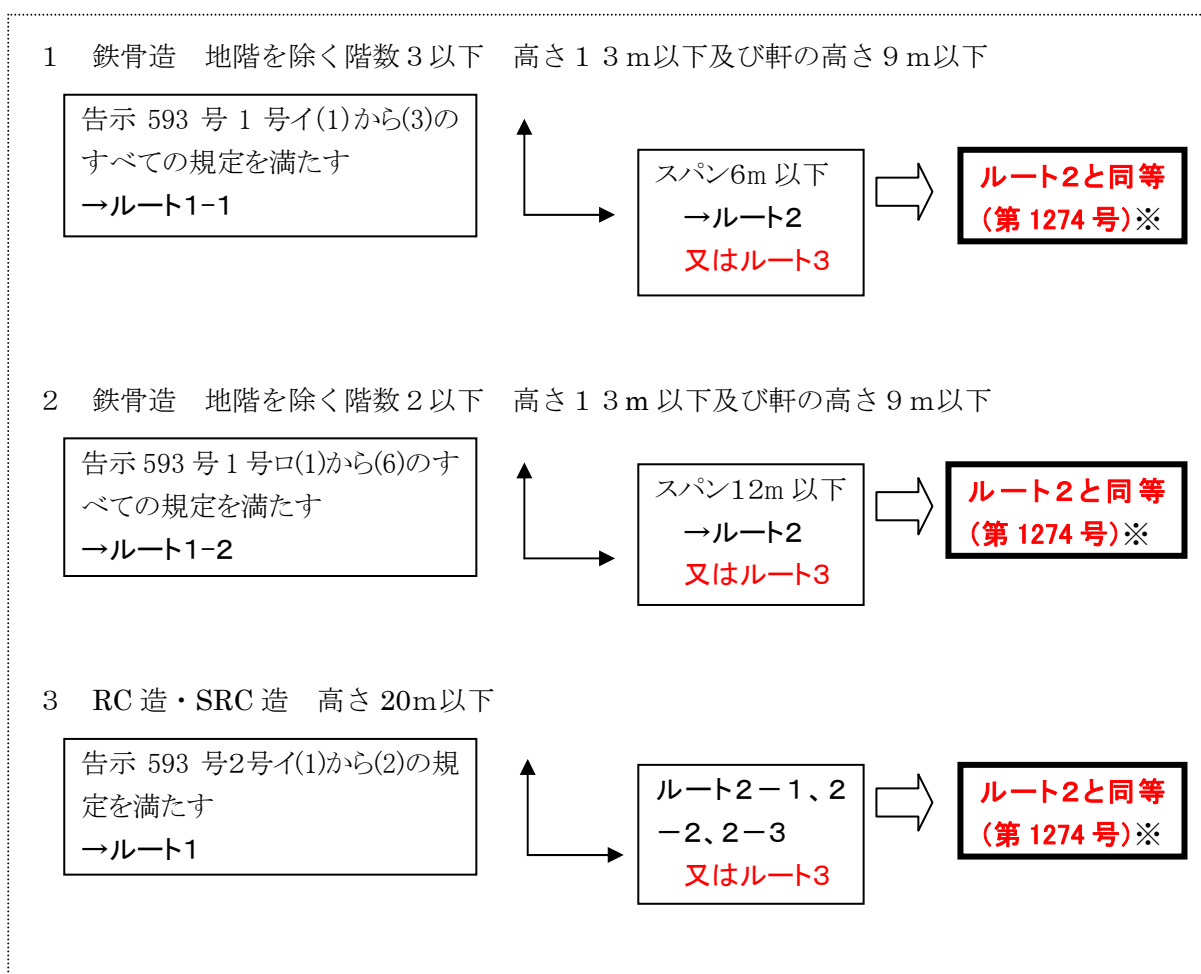 1　鉄骨造　地階を除く階数３以下　高さ１３ｍ以下及び軒の高さ９ｍ以下
告示 593 号 1 号イ(1)から(3)の
すべての規定を満たす
→ルート1-1
スパン6m 以下
→ルート2
又はルート3
ルート2と同等
(第 1274 号)※
2　鉄骨造　地階を除く階数２以下　高さ１３m 以下及び軒の高さ９ｍ以下
告示 593 号 1 号ロ(1)から(6)のす
べての規定を満たす
→ルート1-2
スパン12m 以下
→ルート2
又はルート3
ルート2と同等
(第 1274 号)※
3　RC 造・SRC 造　高さ 20ｍ以下
告示 593 号2号イ(1)から(2)の規
定を満たす
→ルート1
ルート2－1、2
－2、2－3
又はルート3
ルート2と同等
(第 1274 号)※